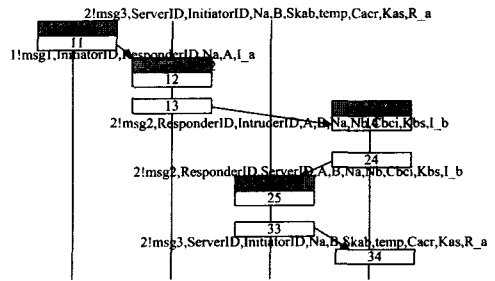 2!msg3,ServerID,InitiatorID,Na,B,Skab,temp,Cacr,Kas,R_a
11
1!msg1,InitiatorID,ResponderID,Na,A,I_a
12
13
2!msg2,ResponderID,IntruderID,A,B,Na,Nb,Cbci,Kbs,I_b
24
2!msg2,ResponderID,ServerID,A,B,Na,Nb,Cbci,Kbs,I_b
25
33
2!msg3,ServerID,InitiatorID,Na,B,Skab,temp,Cacr,Kas,R_a
34